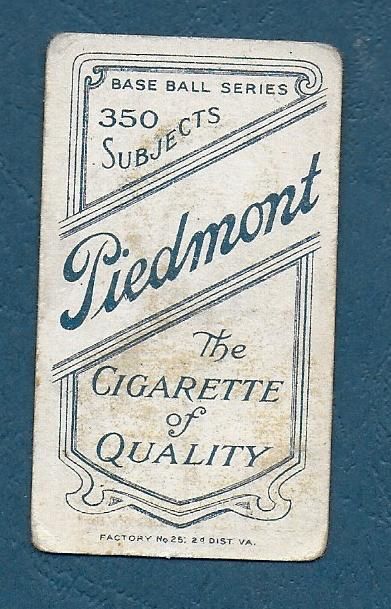 BASE BALL SERIES
350
SUBJECTS
Piedmont
The
CIGARETTE
of
QUALITY
FACTORY No 25, 2d DIST. VA.